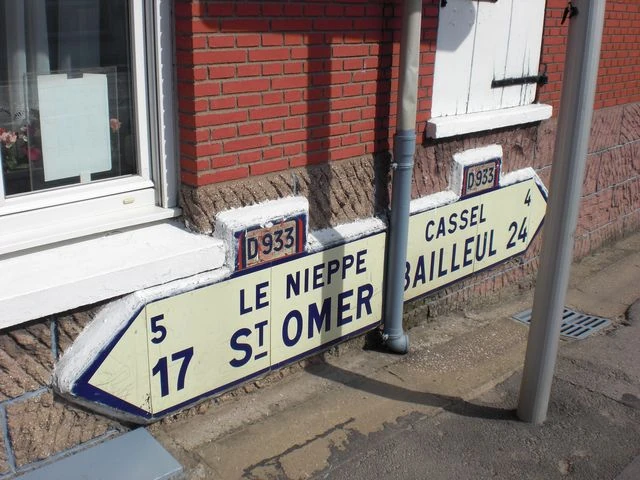 D933
5 LE NIEPPE
17 ST OMER
D933
CASSEL 4
BAILLEUL 24